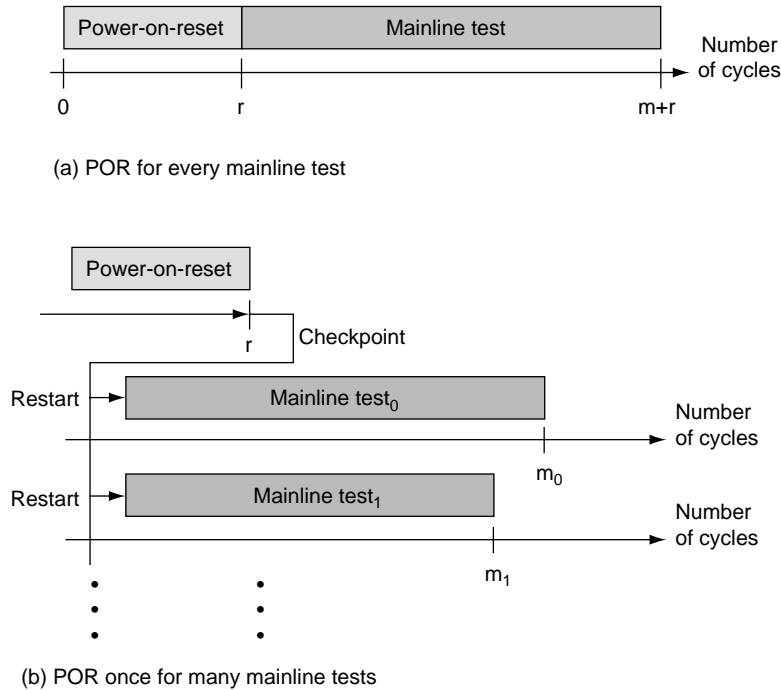 Power-on-reset
Mainline test
Number
of cycles
0
r
m+r
(a) POR for every mainline test
Power-on-reset
r
Checkpoint
Restart
Mainline test₀
Number
of cycles
m₀
Restart
Mainline test₁
Number
of cycles
m₁
(b) POR once for many mainline tests